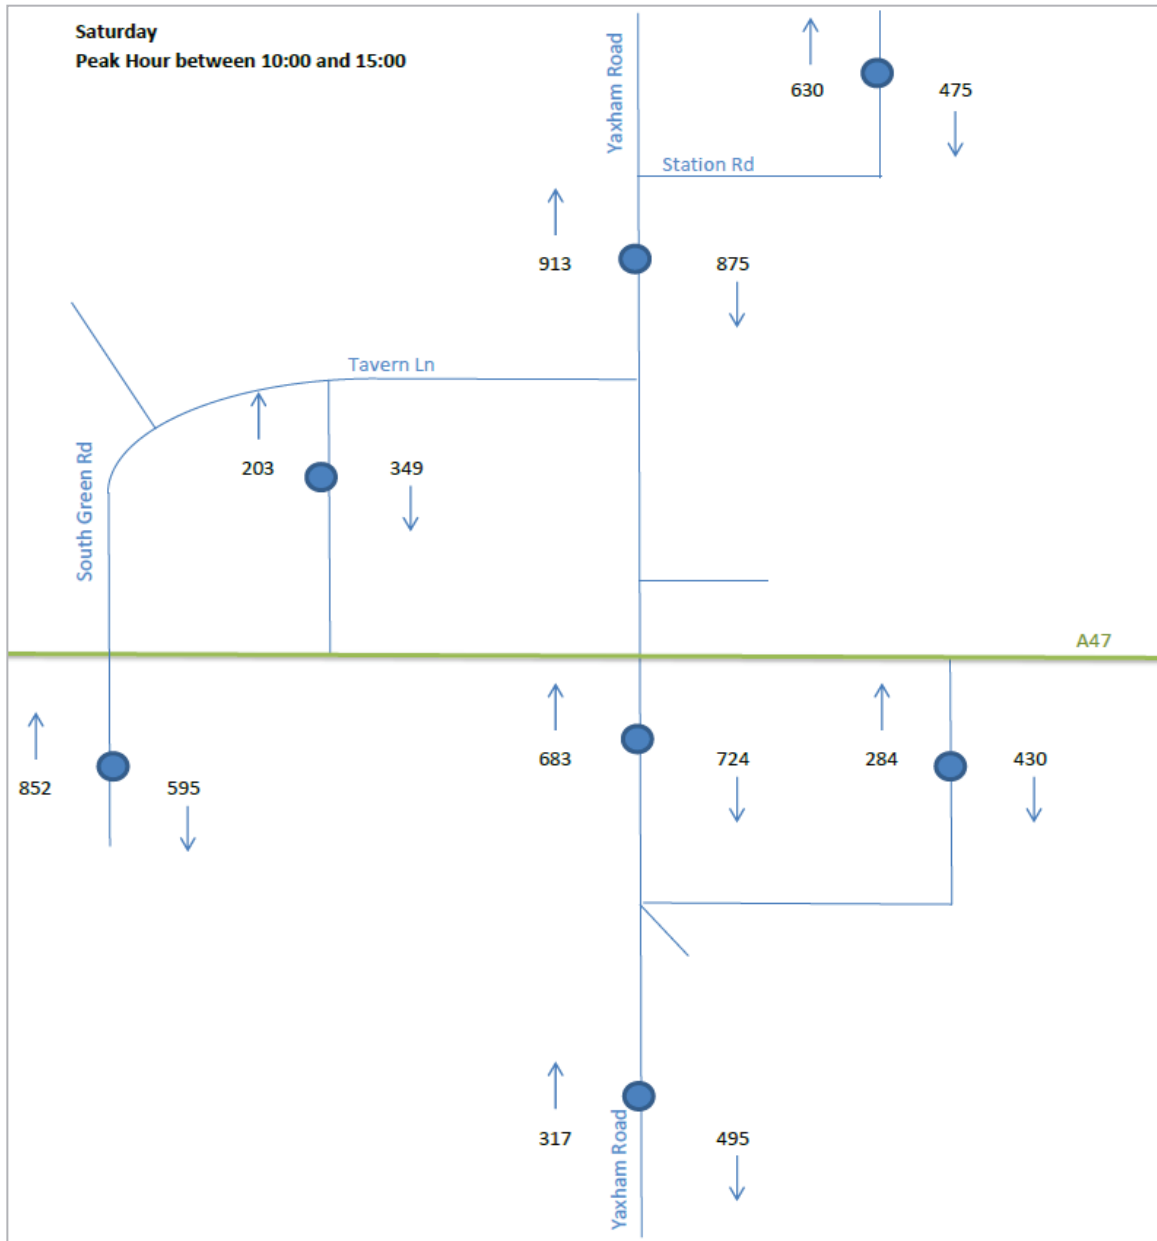 Saturday
Peak Hour between 10:00 and 15:00
Yaxham Road
630
475
Station Rd
913
875
Tavern Ln
South Green Rd
203
349
A47
852
595
683
724
284
430
317
495
Yaxham Road